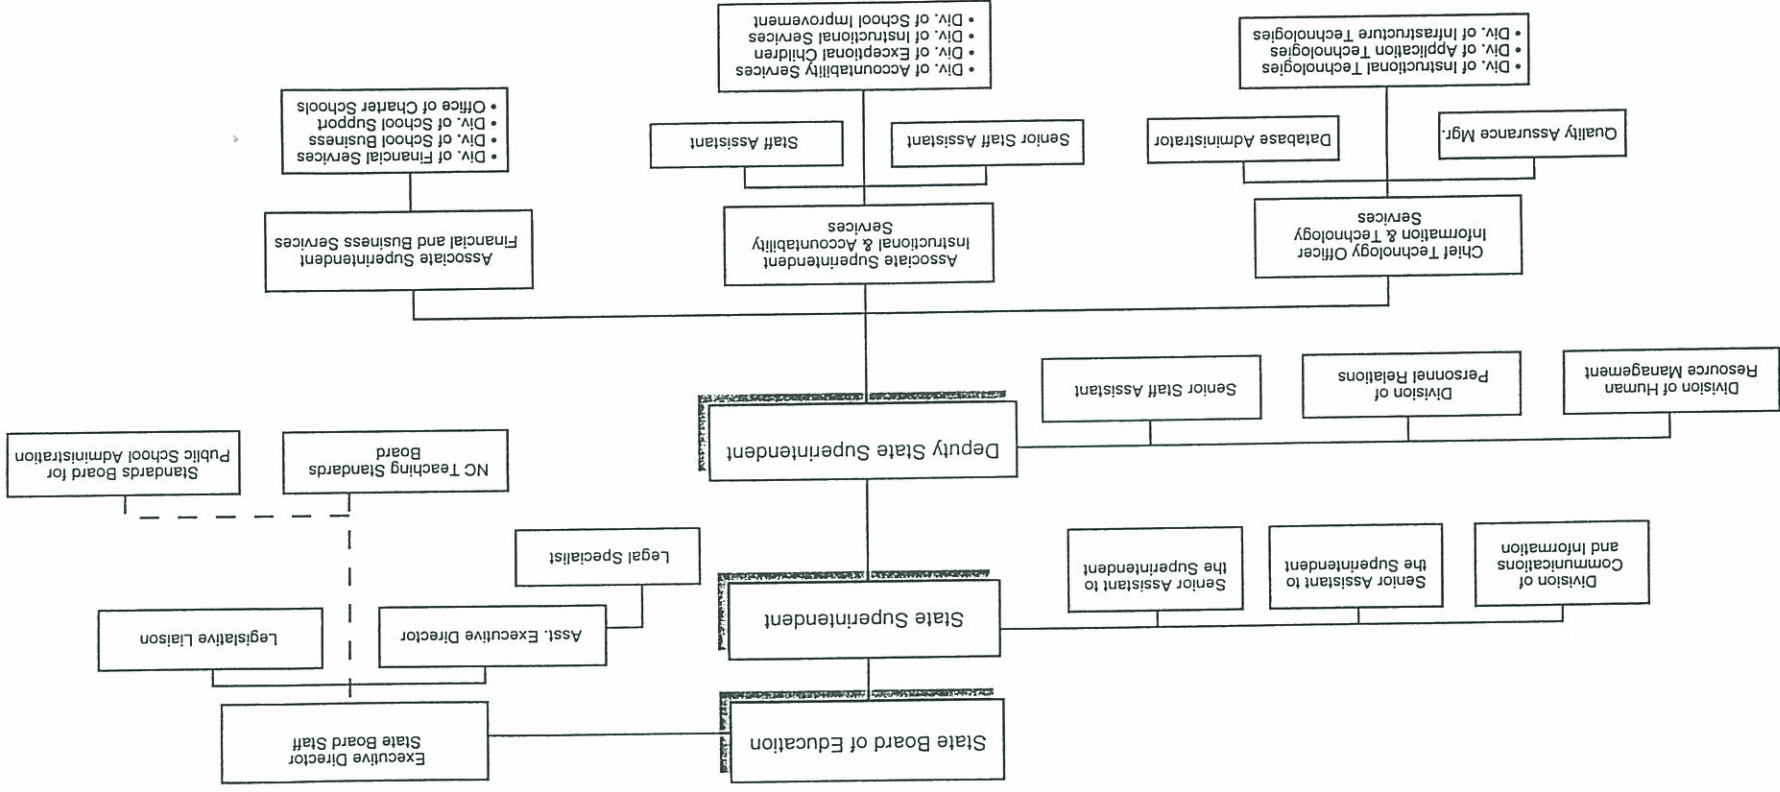 State Board of Education
Executive Director
State Board Staff
State Superintendent
Asst. Executive Director
Legislative Liaison
Legal Specialist
Division of
Communications
and Information
Senior Assistant to
the Superintendent
Senior Assistant to
the Superintendent
NC Teaching Standards
Board
Standards Board for
Public School Administration
Deputy State Superintendent
Division of Human
Resource Management
Division of
Personnel Relations
Senior Staff Assistant
Chief Technology Officer
Information & Technology
Services
Associate Superintendent
Instructional & Accountability
Services
Associate Superintendent
Financial and Business Services
Quality Assurance Mgr.
Database Administrator
Senior Staff Assistant
Staff Assistant
• Div. of Instructional Technologies
• Div. of Application Technologies
• Div. of Infrastructure Technologies
• Div. of Accountability Services
• Div. of Exceptional Children
• Div. of Instructional Services
• Div. of School Improvement
• Div. of Financial Services
• Div. of School Business
• Div. of School Support
• Office of Charter Schools